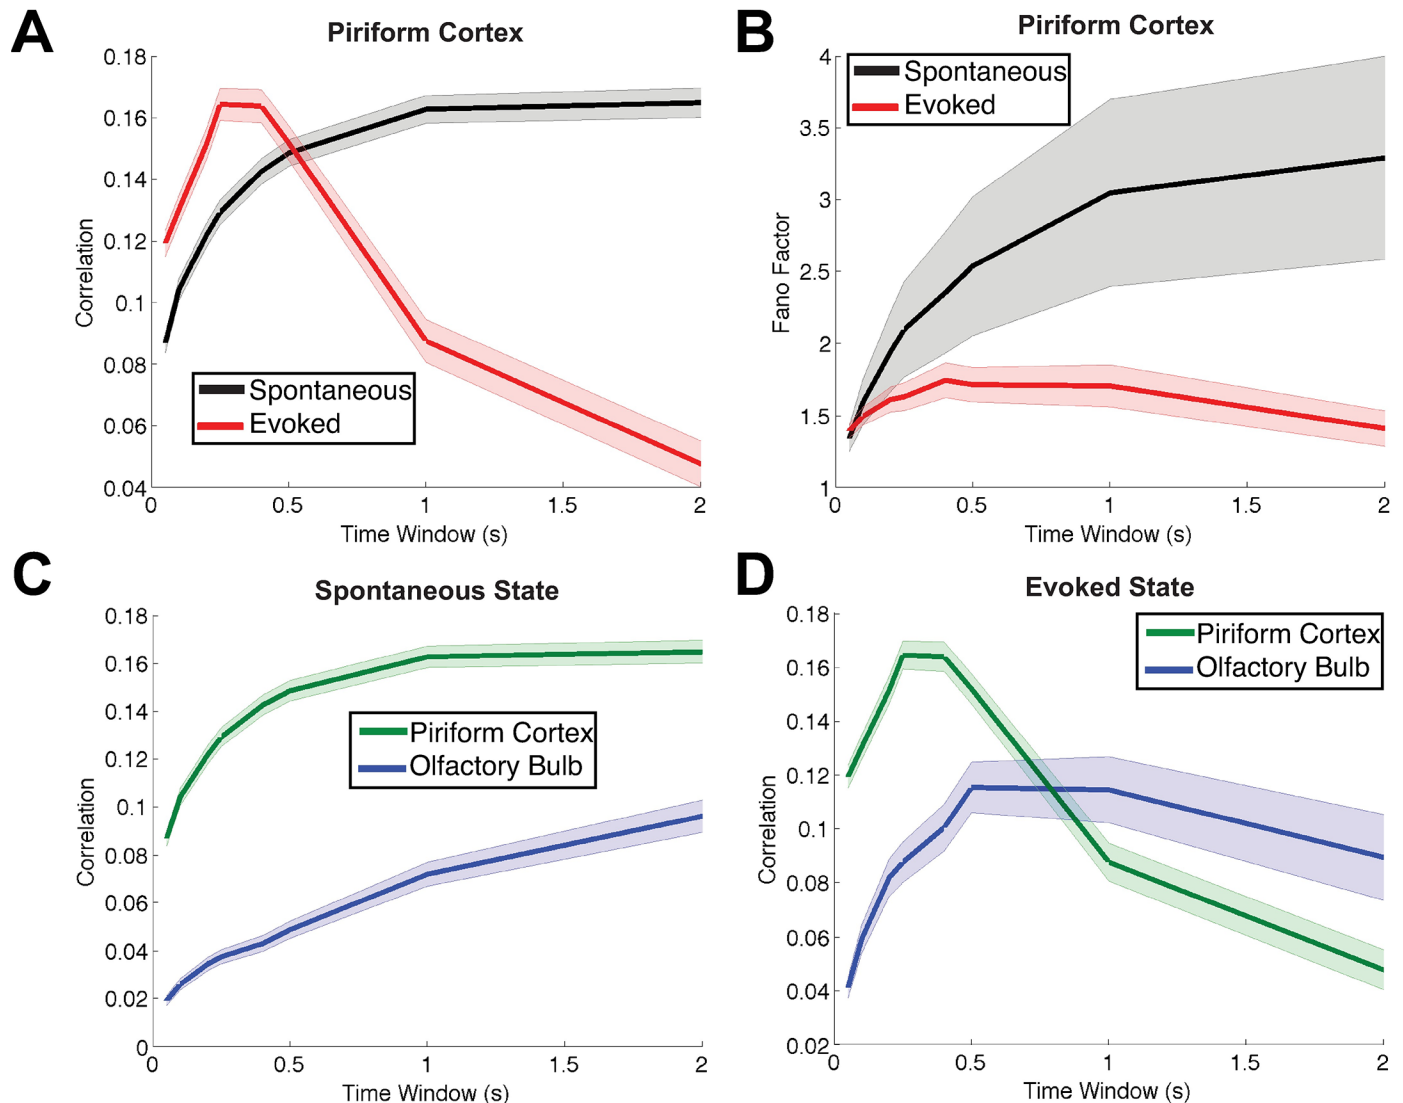 A
Piriform Cortex
0.18
0.16
0.14
0.12
0.1
0.08
0.06
0.04
Correlation
Spontaneous
Evoked
0
0.5
1
1.5
2
Time Window (s)
B
Piriform Cortex
4
3.5
3
2.5
2
1.5
1
Fano Factor
Spontaneous
Evoked
0
0.5
1
1.5
2
Time Window (s)
C
Spontaneous State
0.18
0.16
0.14
0.12
0.1
0.08
0.06
0.04
0.02
0
Correlation
Piriform Cortex
Olfactory Bulb
0
0.5
1
1.5
2
Time Window (s)
D
Evoked State
0.18
0.16
0.14
0.12
0.1
0.08
0.06
0.04
0.02
Correlation
Piriform Cortex
Olfactory Bulb
0
0.5
1
1.5
2
Time Window (s)